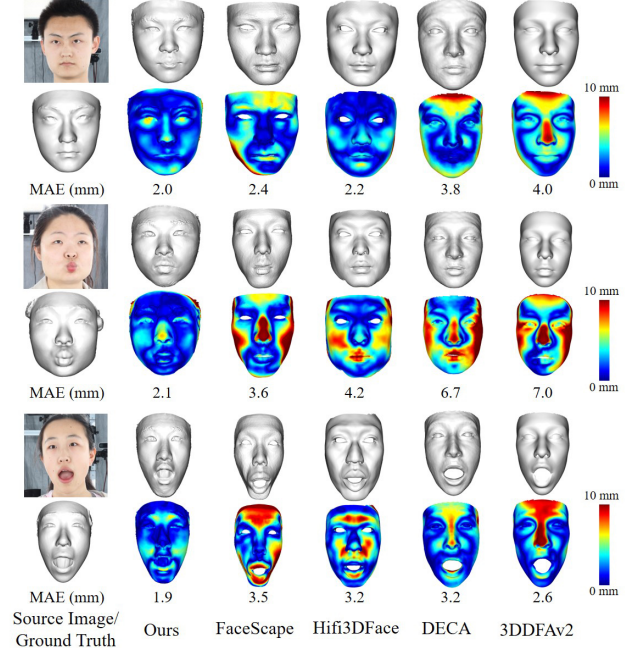 10 mm
0 mm
MAE (mm) 2.0 2.4 2.2 3.8 4.0
10 mm
0 mm
MAE (mm) 2.1 3.6 4.2 6.7 7.0
10 mm
0 mm
MAE (mm) 1.9 3.5 3.2 3.2 2.6
Source Image/
Ground Truth
Ours FaceScape Hifi3DFace DECA 3DDFAv2